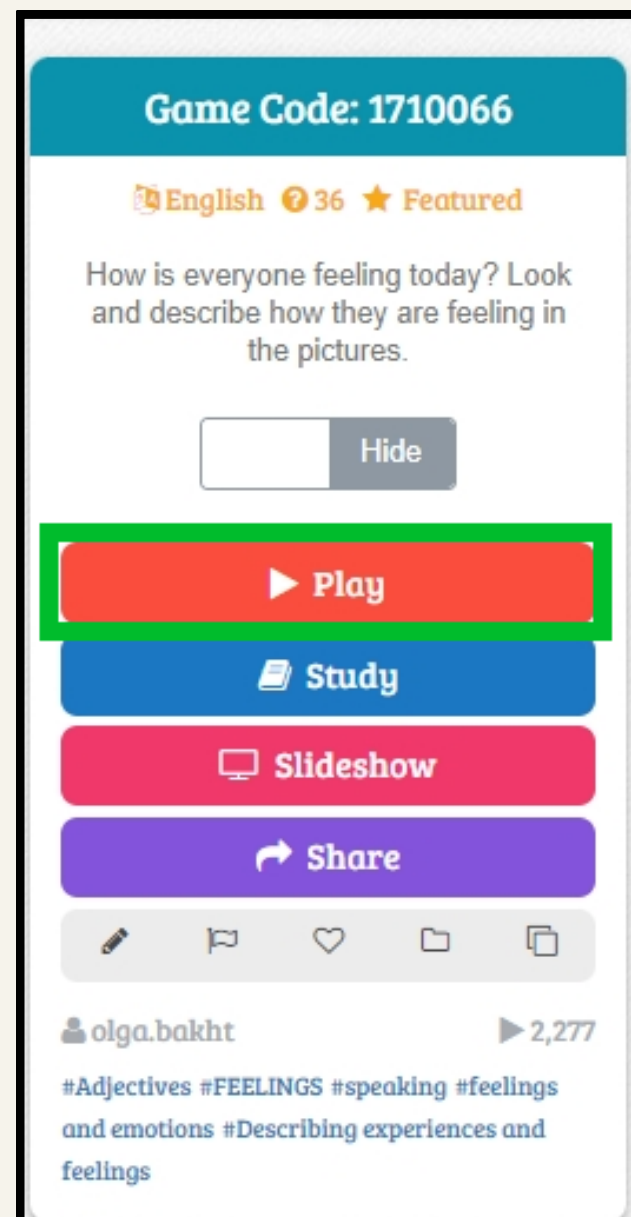 Game Code: 1710066
English 36 Featured
How is everyone feeling today? Look
and describe how they are feeling in
the pictures.
Hide
Play
Study
Slideshow
Share
olga.bakht 2,277
#Adjectives #FEELINGS #speaking #feelings
and emotions #Describing experiences and
feelings